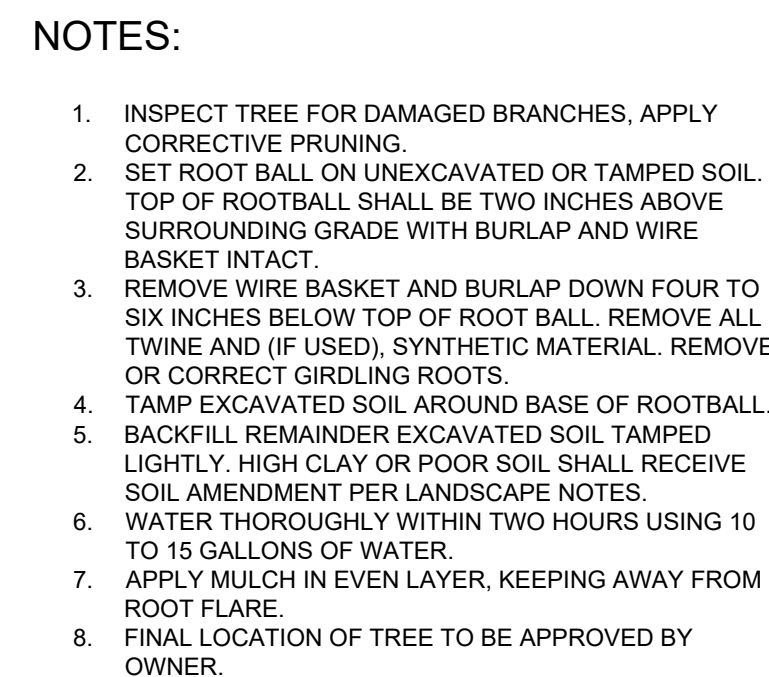 NOTES:
1. INSPECT TREE FOR DAMAGED BRANCHES, APPLY
CORRECTIVE PRUNING.
2. SET ROOT BALL ON UNEXCAVATED OR TAMPED SOIL.
TOP OF ROOTBALL SHALL BE TWO INCHES ABOVE
SURROUNDING GRADE WITH BURLAP AND WIRE
BASKET INTACT.
3. REMOVE WIRE BASKET AND BURLAP DOWN FOUR TO
SIX INCHES BELOW TOP OF ROOT BALL. REMOVE ALL
TWINE AND (IF USED), SYNTHETIC MATERIAL. REMOVE
OR CORRECT GIRDLING ROOTS.
4. TAMP EXCAVATED SOIL AROUND BASE OF ROOTBALL.
5. BACKFILL REMAINDER EXCAVATED SOIL TAMPED
LIGHTLY. HIGH CLAY OR POOR SOIL SHALL RECEIVE
SOIL AMENDMENT PER LANDSCAPE NOTES.
6. WATER THOROUGHLY WITHIN TWO HOURS USING 10
TO 15 GALLONS OF WATER.
7. APPLY MULCH IN EVEN LAYER, KEEPING AWAY FROM
ROOT FLARE.
8. FINAL LOCATION OF TREE TO BE APPROVED BY
OWNER.